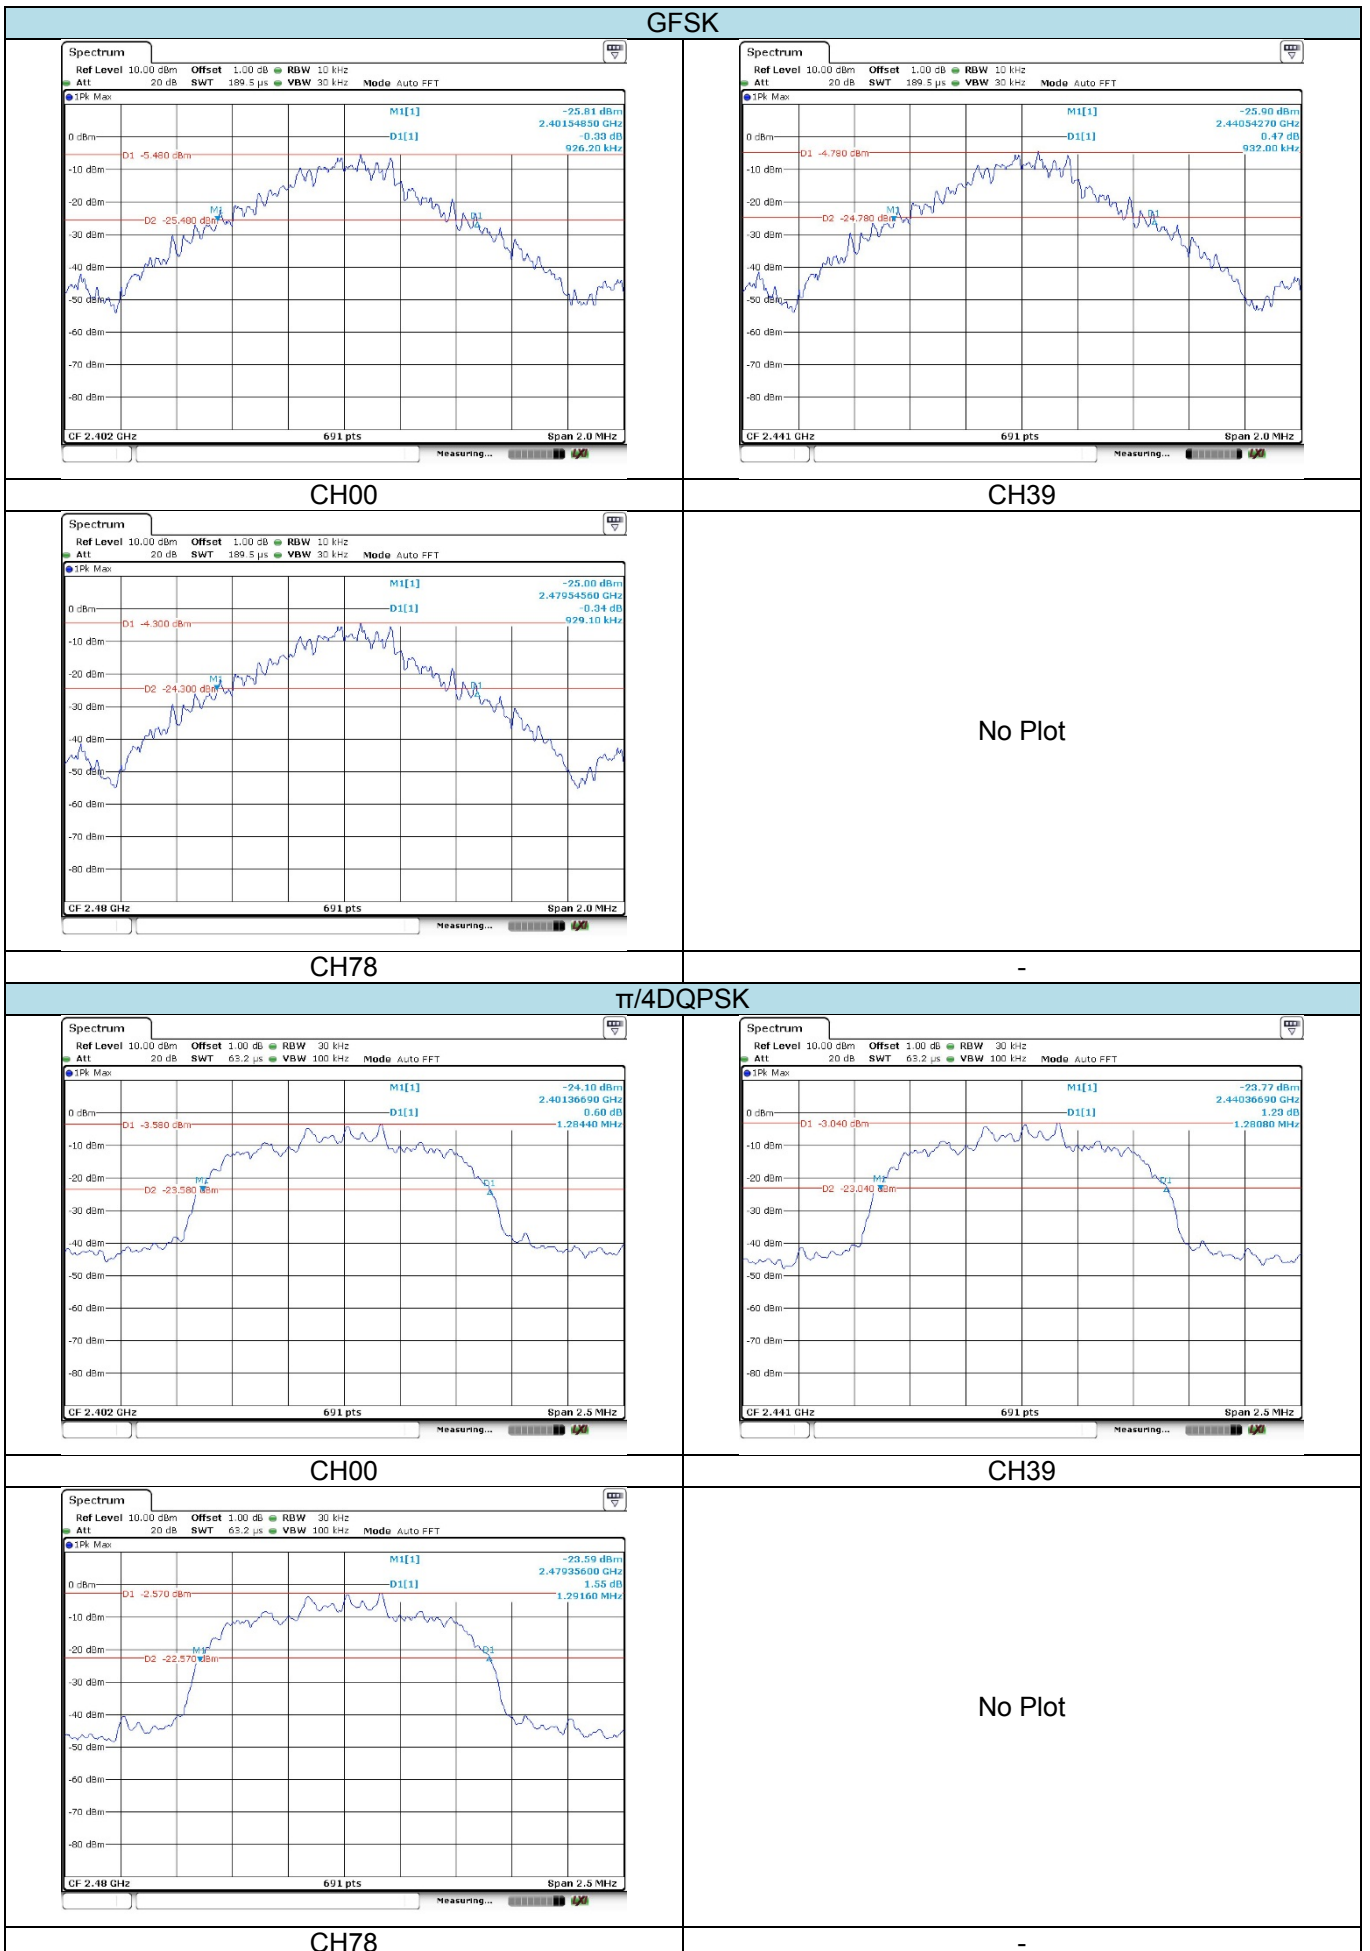 GFSK
Spectrum
Ref Level 10.00 dBm Offset 1.00 dB RBW 10 kHz
Att 20 dB SWT 189.5 µs VBW 30 kHz Mode Auto FFT
1Pk Max
M1[1] -25.81 dBm
2.40154850 GHz
0 dBm D1[1] -0.33 dB
926.20 kHz
D1 -5.480 dBm
-10 dBm
-20 dBm
M1
D1
D2 -25.480 dBm
-30 dBm
-40 dBm
-50 dBm
-60 dBm
-70 dBm
-80 dBm
CF 2.402 GHz 691 pts Span 2.0 MHz
Measuring...
Spectrum
Ref Level 10.00 dBm Offset 1.00 dB RBW 10 kHz
Att 20 dB SWT 189.5 µs VBW 30 kHz Mode Auto FFT
1Pk Max
M1[1] -25.90 dBm
2.44054270 GHz
0 dBm D1[1] 0.47 dB
932.00 kHz
D1 -4.780 dBm
-10 dBm
-20 dBm
M1
D1
D2 -24.780 dBm
-30 dBm
-40 dBm
-50 dBm
-60 dBm
-70 dBm
-80 dBm
CF 2.441 GHz 691 pts Span 2.0 MHz
Measuring...
CH00 CH39
Spectrum
Ref Level 10.00 dBm Offset 1.00 dB RBW 10 kHz
Att 20 dB SWT 189.5 µs VBW 30 kHz Mode Auto FFT
1Pk Max
M1[1] -25.00 dBm
2.47954560 GHz
0 dBm D1[1] -0.34 dB
929.10 kHz
D1 -4.300 dBm
-10 dBm
-20 dBm
M1
D1
D2 -24.300 dBm
-30 dBm
-40 dBm
-50 dBm
-60 dBm
-70 dBm
-80 dBm
CF 2.48 GHz 691 pts Span 2.0 MHz
Measuring...
No Plot
CH78 -
π/4DQPSK
Spectrum
Ref Level 10.00 dBm Offset 1.00 dB RBW 30 kHz
Att 20 dB SWT 63.2 µs VBW 100 kHz Mode Auto FFT
1Pk Max
M1[1] -24.10 dBm
2.40136690 GHz
0 dBm D1[1] 0.60 dB
1.28440 MHz
D1 -3.580 dBm
-10 dBm
-20 dBm
M1
D1
D2 -23.580 dBm
-30 dBm
-40 dBm
-50 dBm
-60 dBm
-70 dBm
-80 dBm
CF 2.402 GHz 691 pts Span 2.5 MHz
Measuring...
Spectrum
Ref Level 10.00 dBm Offset 1.00 dB RBW 30 kHz
Att 20 dB SWT 63.2 µs VBW 100 kHz Mode Auto FFT
1Pk Max
M1[1] -23.77 dBm
2.44036690 GHz
0 dBm D1[1] 1.23 dB
1.28080 MHz
D1 -3.040 dBm
-10 dBm
-20 dBm
M1
D1
D2 -23.040 dBm
-30 dBm
-40 dBm
-50 dBm
-60 dBm
-70 dBm
-80 dBm
CF 2.441 GHz 691 pts Span 2.5 MHz
Measuring...
CH00 CH39
Spectrum
Ref Level 10.00 dBm Offset 1.00 dB RBW 30 kHz
Att 20 dB SWT 63.2 µs VBW 100 kHz Mode Auto FFT
1Pk Max
M1[1] -23.59 dBm
2.47935600 GHz
0 dBm D1[1] 1.55 dB
1.29160 MHz
D1 -2.570 dBm
-10 dBm
-20 dBm
M1
D1
D2 -22.570 dBm
-30 dBm
-40 dBm
-50 dBm
-60 dBm
-70 dBm
-80 dBm
CF 2.48 GHz 691 pts Span 2.5 MHz
Measuring...
No Plot
CH78 -